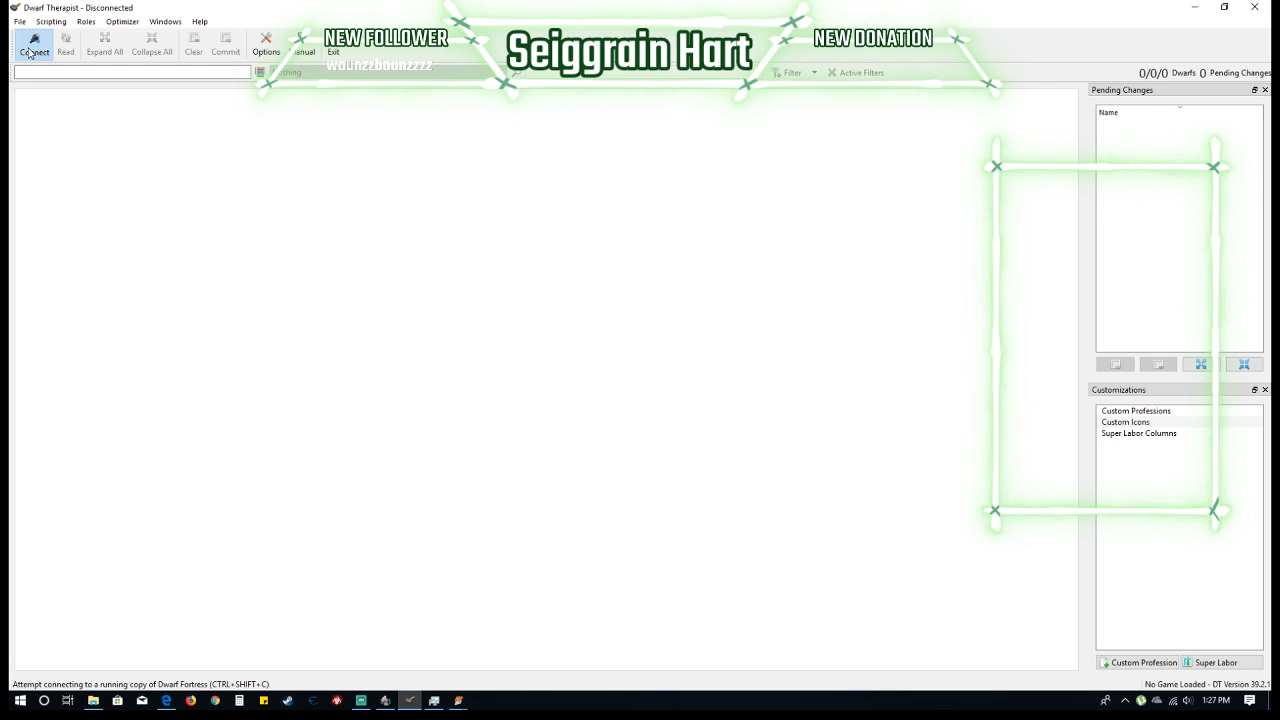 Dwarf Therapist - Disconnected
File Scripting Roles Optimizer Windows Help
Connect Read Expand All Collapse All Clear Commit Options Manual Exit
NEW FOLLOWER
wounzzbounzzzz
Seiggrain Hart
NEW DONATION
Filter Active Filters 0/0/0 Dwarfs 0 Pending Changes
Pending Changes
Name
Customizations
Custom Professions
Custom Icons
Super Labor Columns
Custom Profession Super Labor
Attempt connecting to a running copy of Dwarf Fortress (CTRL+SHIFT+C)
No Game Loaded - DT Version 39.2.1
1:27 PM